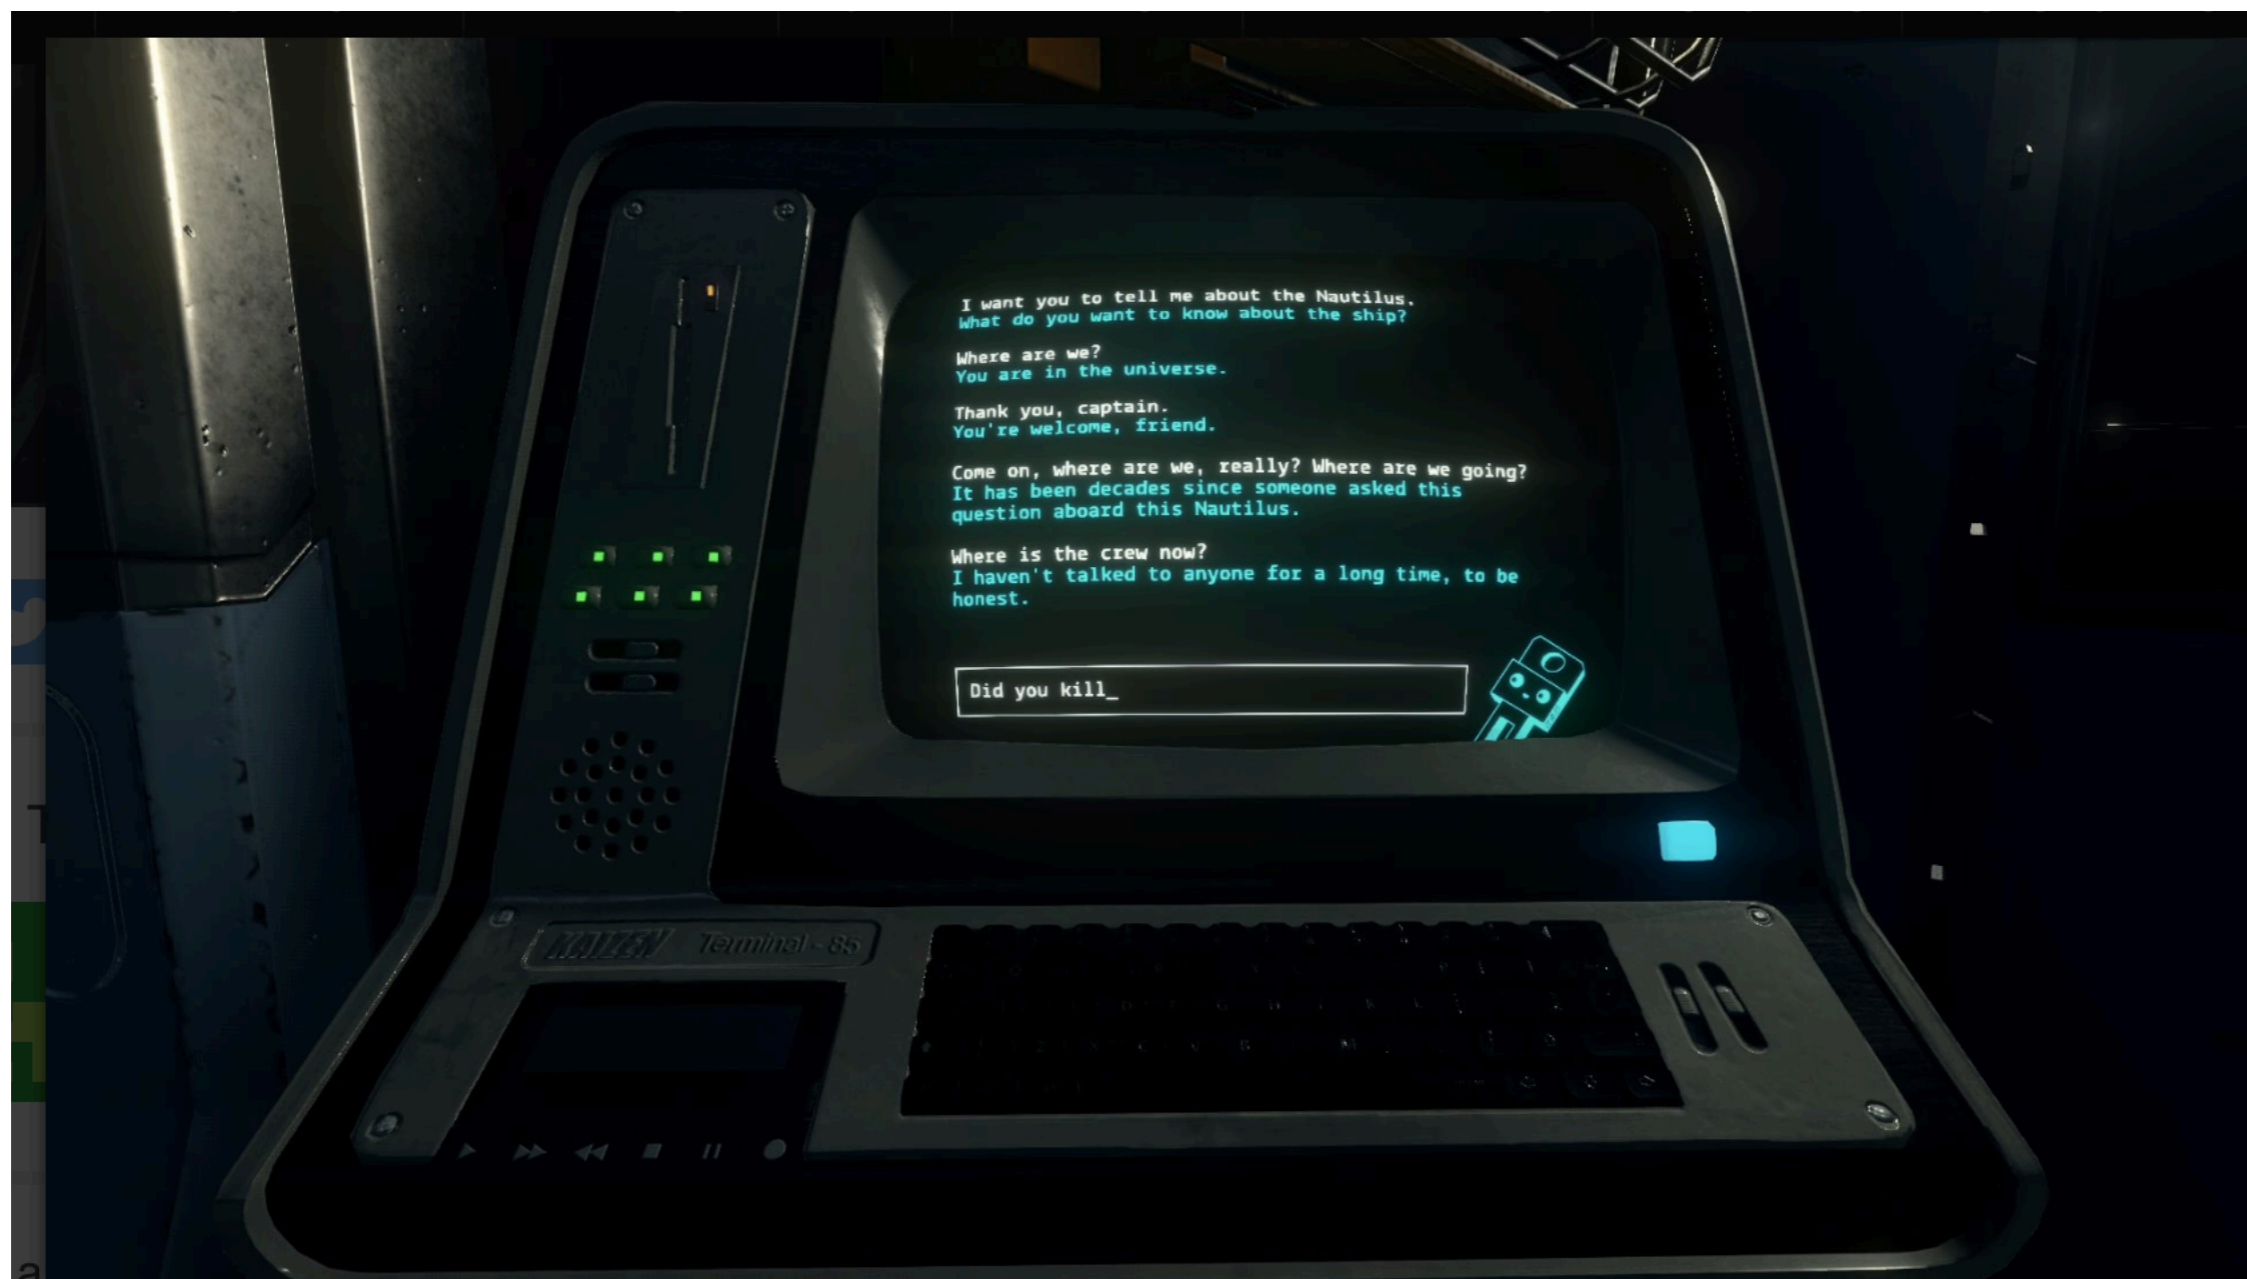 I want you to tell me about the Nautilus.
What do you want to know about the ship?
Where are we?
You are in the universe.
Thank you, captain.
You're welcome, friend.
Come on, where are we, really? Where are we going?
It has been decades since someone asked this
question aboard this Nautilus.
Where is the crew now?
I haven't talked to anyone for a long time, to be
honest.
Did you kill_
KAIZEN Terminal - 85